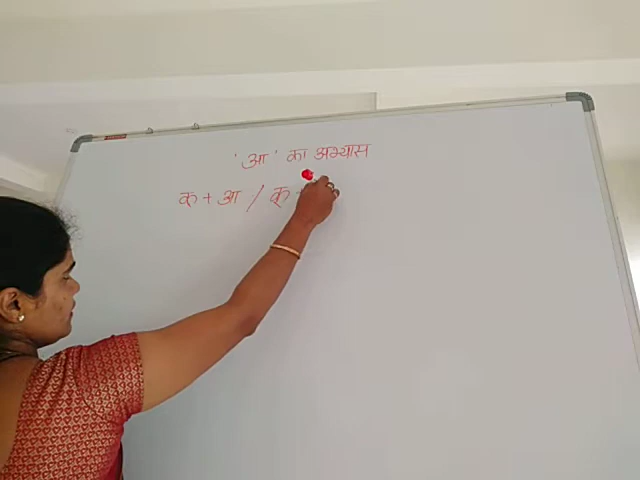 'आ' का अभ्यास
क + आ / क् +